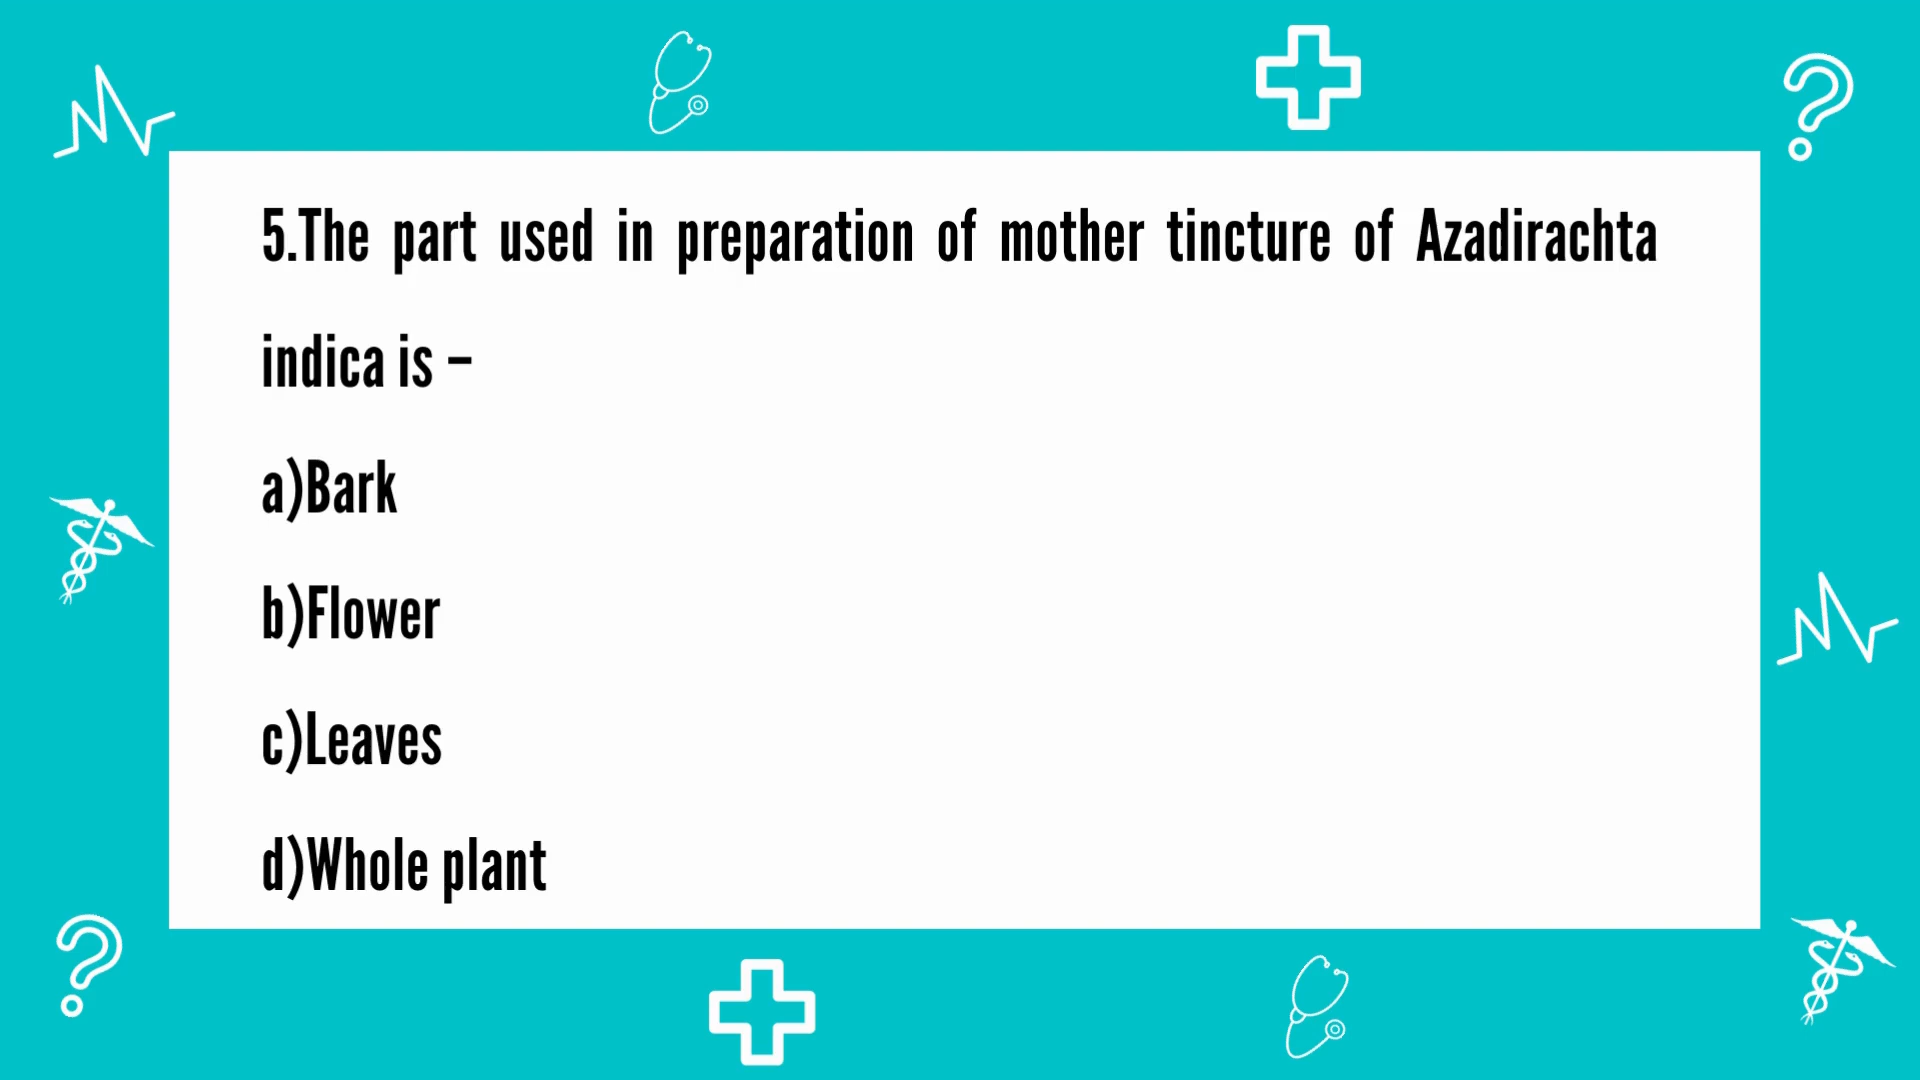 5.The part used in preparation of mother tincture of Azadirachta
indica is –
a)Bark
b)Flower
c)Leaves
d)Whole plant